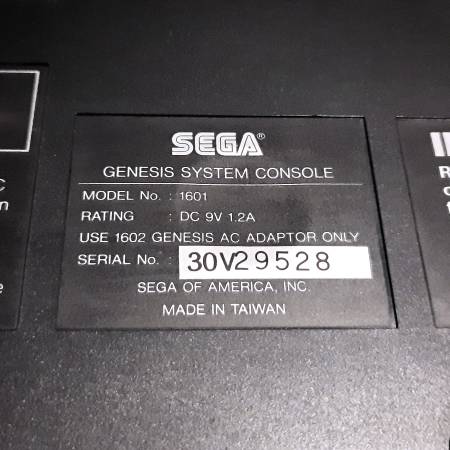 SEGA®
GENESIS SYSTEM CONSOLE
MODEL No. : 1601
RATING : DC 9V 1.2A
USE 1602 GENESIS AC ADAPTOR ONLY
SERIAL No. : 30V29528
SEGA OF AMERICA, INC.
MADE IN TAIWAN